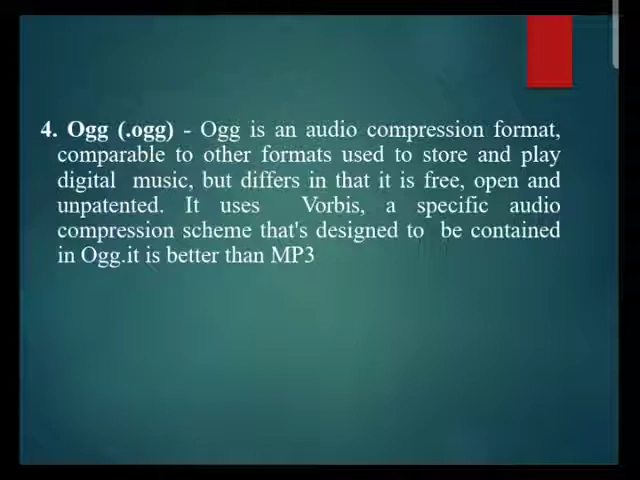 4. Ogg (.ogg) - Ogg is an audio compression format,
comparable to other formats used to store and play
digital music, but differs in that it is free, open and
unpatented. It uses Vorbis, a specific audio
compression scheme that's designed to be contained
in Ogg.it is better than MP3